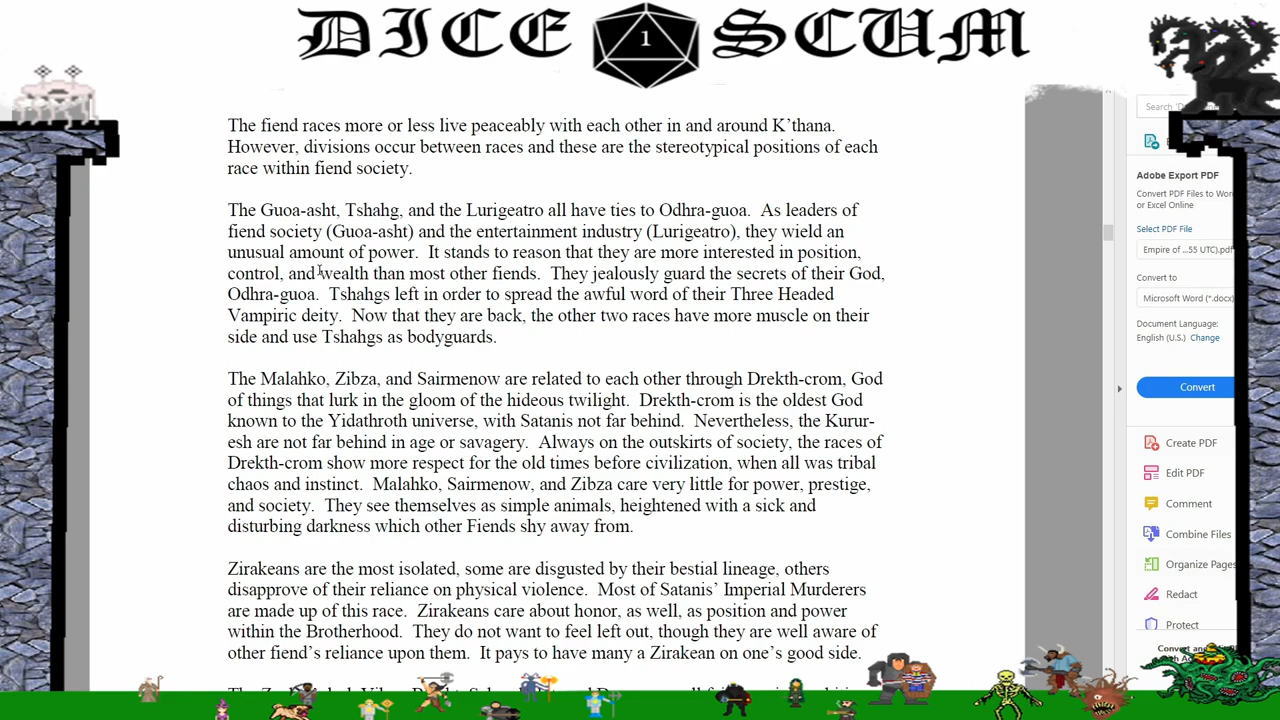 DICE 1 SCUM
The fiend races more or less live peaceably with each other in and around K'thana.
However, divisions occur between races and these are the stereotypical positions of each
race within fiend society.
The Guoa-asht, Tshahg, and the Lurigeatro all have ties to Odhra-guoa.  As leaders of
fiend society (Guoa-asht) and the entertainment industry (Lurigeatro), they wield an
unusual amount of power.  It stands to reason that they are more interested in position,
control, and wealth than most other fiends.  They jealously guard the secrets of their God,
Odhra-guoa.  Tshahgs left in order to spread the awful word of their Three Headed
Vampiric deity.  Now that they are back, the other two races have more muscle on their
side and use Tshahgs as bodyguards.
The Malahko, Zibza, and Sairmenow are related to each other through Drekth-crom, God
of things that lurk in the gloom of the hideous twilight.  Drekth-crom is the oldest God
known to the Yidathroth universe, with Satanis not far behind.  Nevertheless, the Kurur-
esh are not far behind in age or savagery.  Always on the outskirts of society, the races of
Drekth-crom show more respect for the old times before civilization, when all was tribal
chaos and instinct.  Malahko, Sairmenow, and Zibza care very little for power, prestige,
and society.  They see themselves as simple animals, heightened with a sick and
disturbing darkness which other Fiends shy away from.
Zirakeans are the most isolated, some are disgusted by their bestial lineage, others
disapprove of their reliance on physical violence.  Most of Satanis' Imperial Murderers
are made up of this race.  Zirakeans care about honor, as well, as position and power
within the Brotherhood.  They do not want to feel left out, though they are well aware of
other fiend's reliance upon them.  It pays to have many a Zirakean on one's good side.
Search
Adobe Export PDF
Convert PDF Files to Wor
or Excel Online
Select PDF File
Empire of ...55 UTC).pdf
Convert to
Microsoft Word (*.docx)
Document Language:
English (U.S.) Change
Convert
Create PDF
Edit PDF
Comment
Combine Files
Organize Pages
Redact
Protect